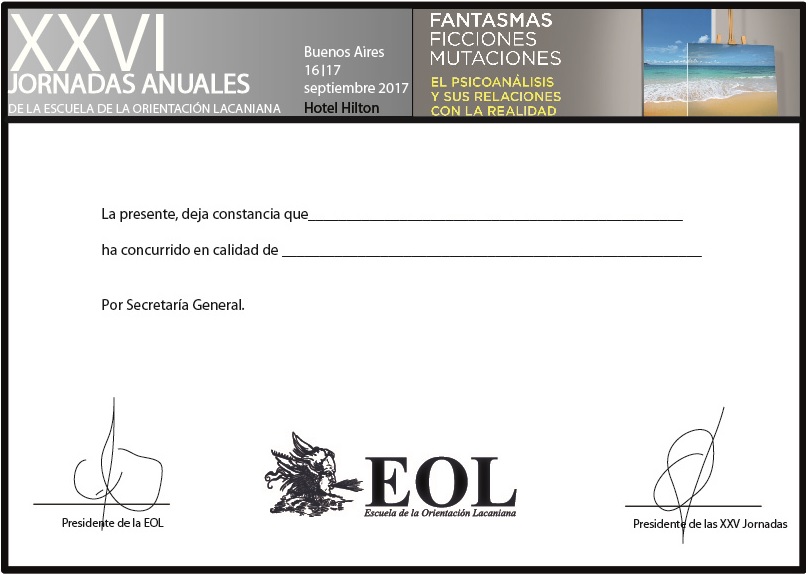 XXVI
JORNADAS ANUALES
DE LA ESCUELA DE LA ORIENTACIÓN LACANIANA
Buenos Aires
16|17
septiembre 2017
Hotel Hilton
FANTASMAS
FICCIONES
MUTACIONES
EL PSICOANÁLISIS
Y SUS RELACIONES
CON LA REALIDAD
La presente, deja constancia que
ha concurrido en calidad de
Por Secretaría General.
Presidente de la EOL
EOL
Escuela de la Orientación Lacaniana
Presidente de las XXV Jornadas